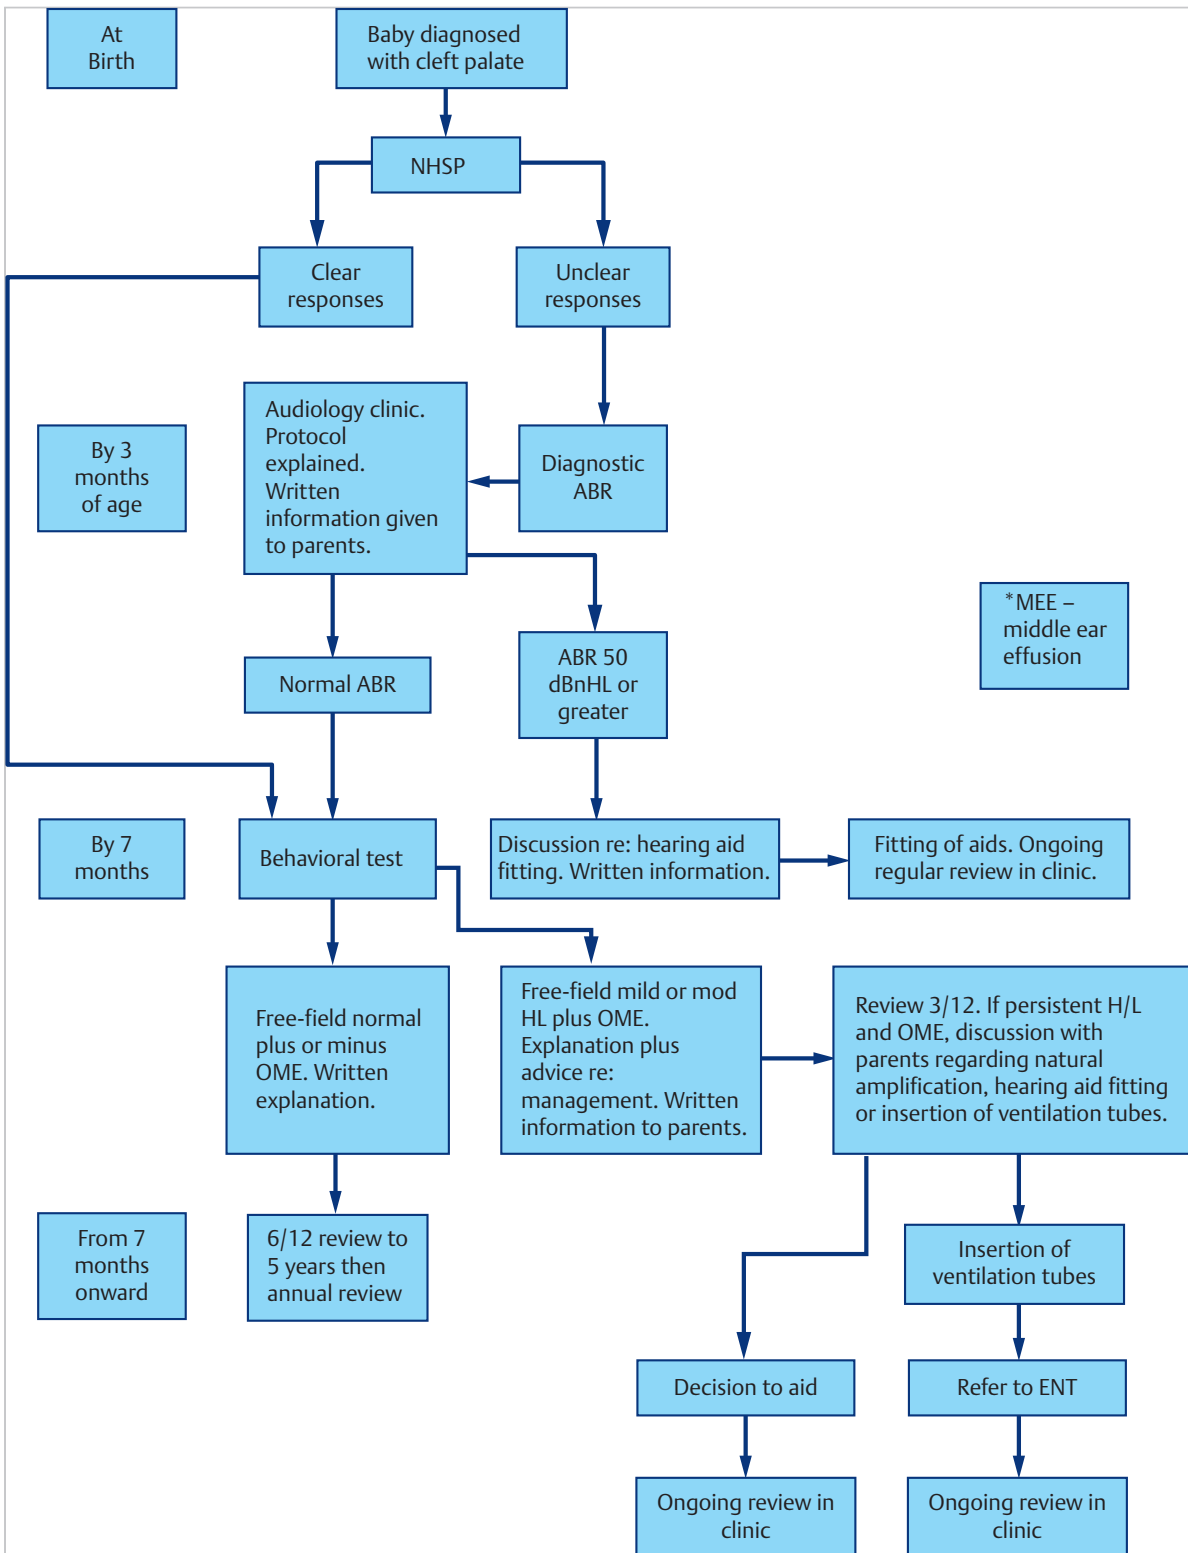 At
Birth
Baby diagnosed
with cleft palate
NHSP
Clear
responses
Unclear
responses
By 3
months
of age
Audiology clinic.
Protocol
explained.
Written
information given
to parents.
Diagnostic
ABR
*MEE –
middle ear
effusion
Normal ABR
ABR 50
dBnHL or
greater
By 7
months
Behavioral test
Discussion re: hearing aid
fitting. Written information.
Fitting of aids. Ongoing
regular review in clinic.
Free-field normal
plus or minus
OME. Written
explanation.
Free-field mild or mod
HL plus OME.
Explanation plus
advice re:
management. Written
information to parents.
Review 3/12. If persistent H/L
and OME, discussion with
parents regarding natural
amplification, hearing aid fitting
or insertion of ventilation tubes.
From 7
months
onward
6/12 review to
5 years then
annual review
Insertion of
ventilation tubes
Decision to aid
Refer to ENT
Ongoing review in
clinic
Ongoing review in
clinic